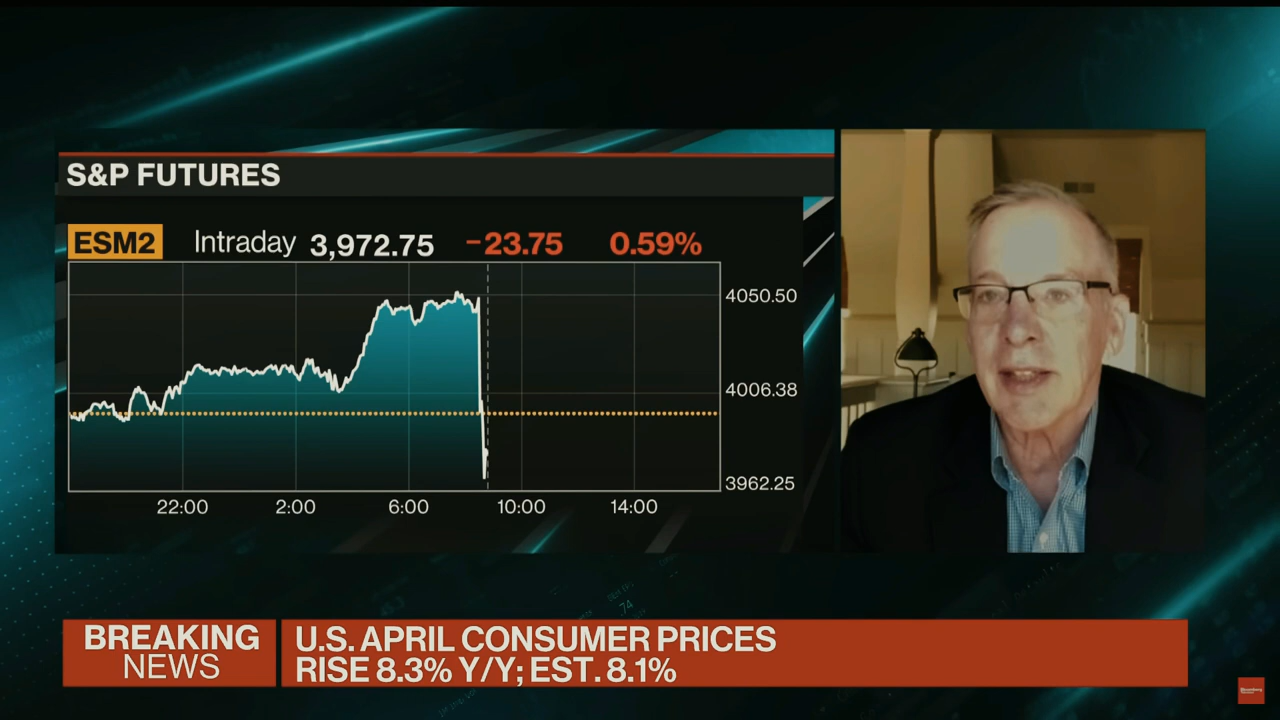 S&P FUTURES
ESM2 Intraday 3,972.75 −23.75 0.59%
4050.50
4006.38
3962.25
22:00 2:00 6:00 10:00 14:00
BREAKING NEWS
U.S. APRIL CONSUMER PRICES
RISE 8.3% Y/Y; EST. 8.1%
Bloomberg